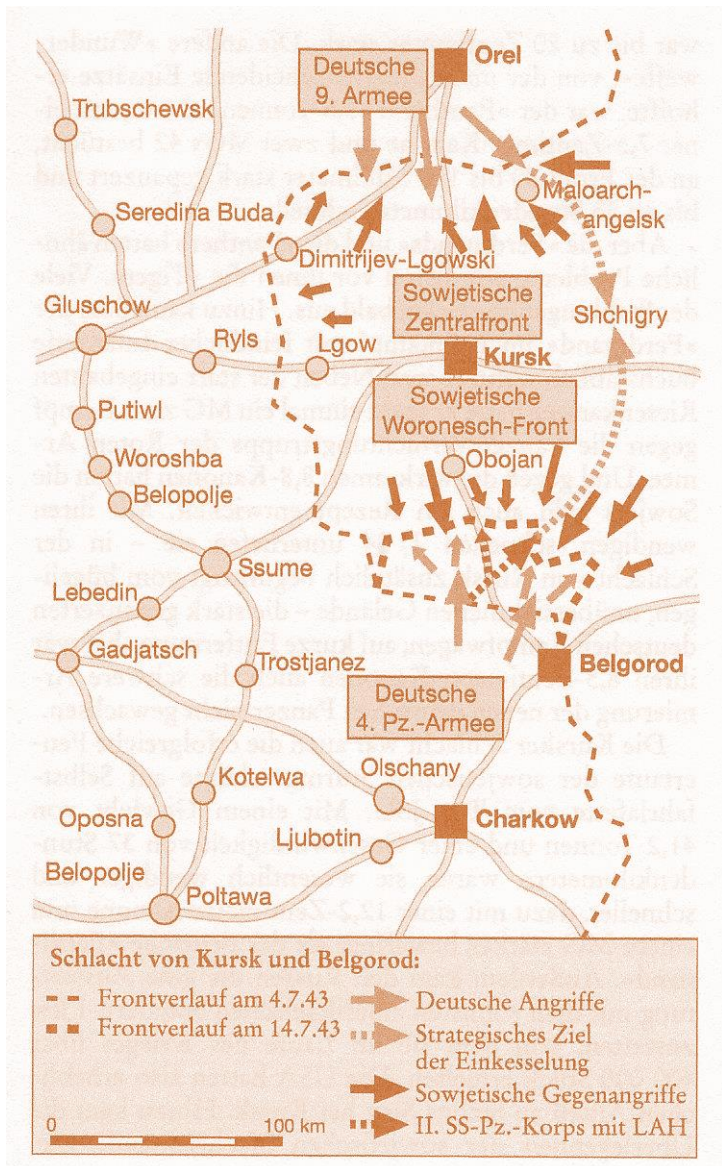 Deutsche
9. Armee
Orel
Trubschewsk
Maloarch-
angelsk
Seredina Buda
Dimitrijev-Lgowski
Sowjetische
Zentralfront
Shchigry
Gluschow
Ryls
Lgow
Kursk
Sowjetische
Woronesch-Front
Putiwl
Obojan
Woroshba
Belopolje
Ssume
Lebedin
Gadjatsch
Trostjanez
Belgorod
Deutsche
4. Pz.-Armee
Olschany
Kotelwa
Oposna
Charkow
Ljubotin
Belopolje
Poltawa
Schlacht von Kursk und Belgorod:
Frontverlauf am 4.7.43
Frontverlauf am 14.7.43
Deutsche Angriffe
Strategisches Ziel
der Einkesselung
Sowjetische Gegenangriffe
II. SS-Pz.-Korps mit LAH
0 100 km